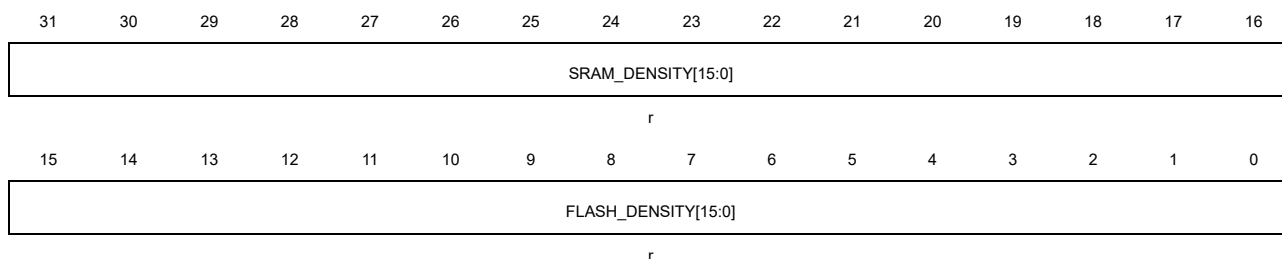 31 30 29 28 27 26 25 24 23 22 21 20 19 18 17 16
SRAM_DENSITY[15:0]
r
15 14 13 12 11 10 9 8 7 6 5 4 3 2 1 0
FLASH_DENSITY[15:0]
r